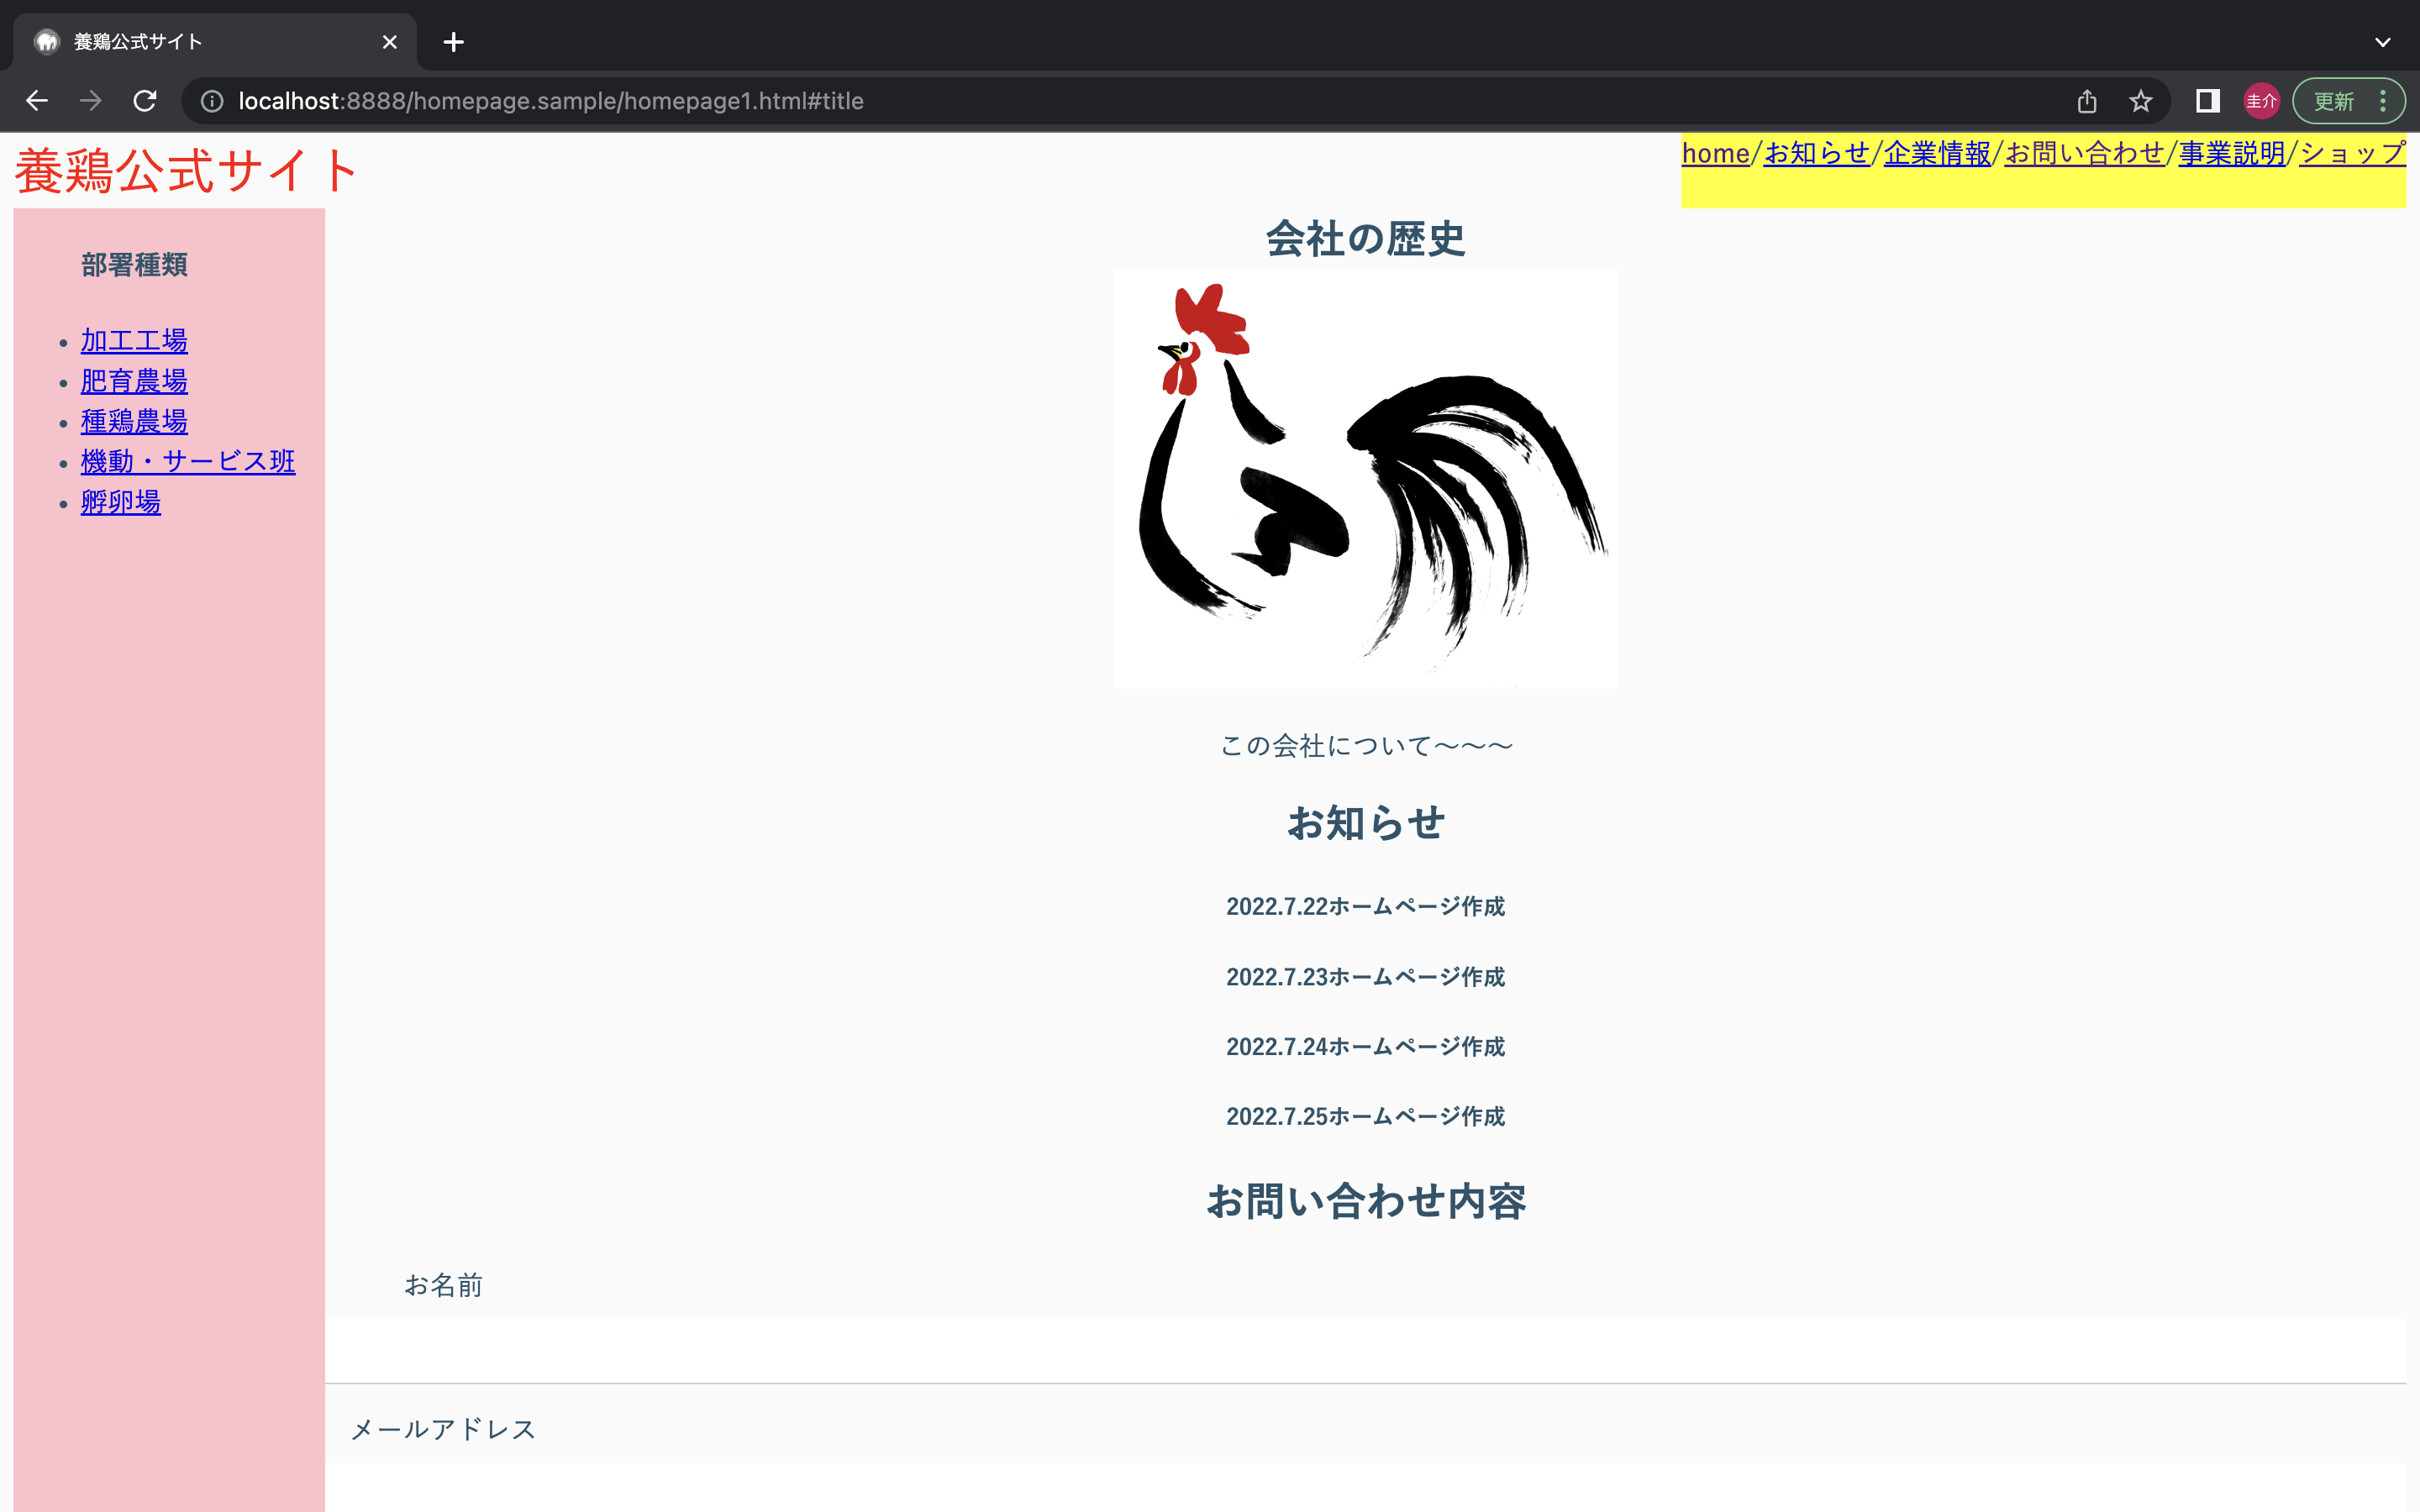 養鶏公式サイト
localhost:8888/homepage.sample/homepage1.html#title
圭介
更新
養鶏公式サイト
home/お知らせ/企業情報/お問い合わせ/事業説明/ショップ
部署種類
加工工場
肥育農場
種鶏農場
機動・サービス班
孵卵場
会社の歴史
この会社について〜〜〜
お知らせ
2022.7.22ホームページ作成
2022.7.23ホームページ作成
2022.7.24ホームページ作成
2022.7.25ホームページ作成
お問い合わせ内容
お名前
メールアドレス